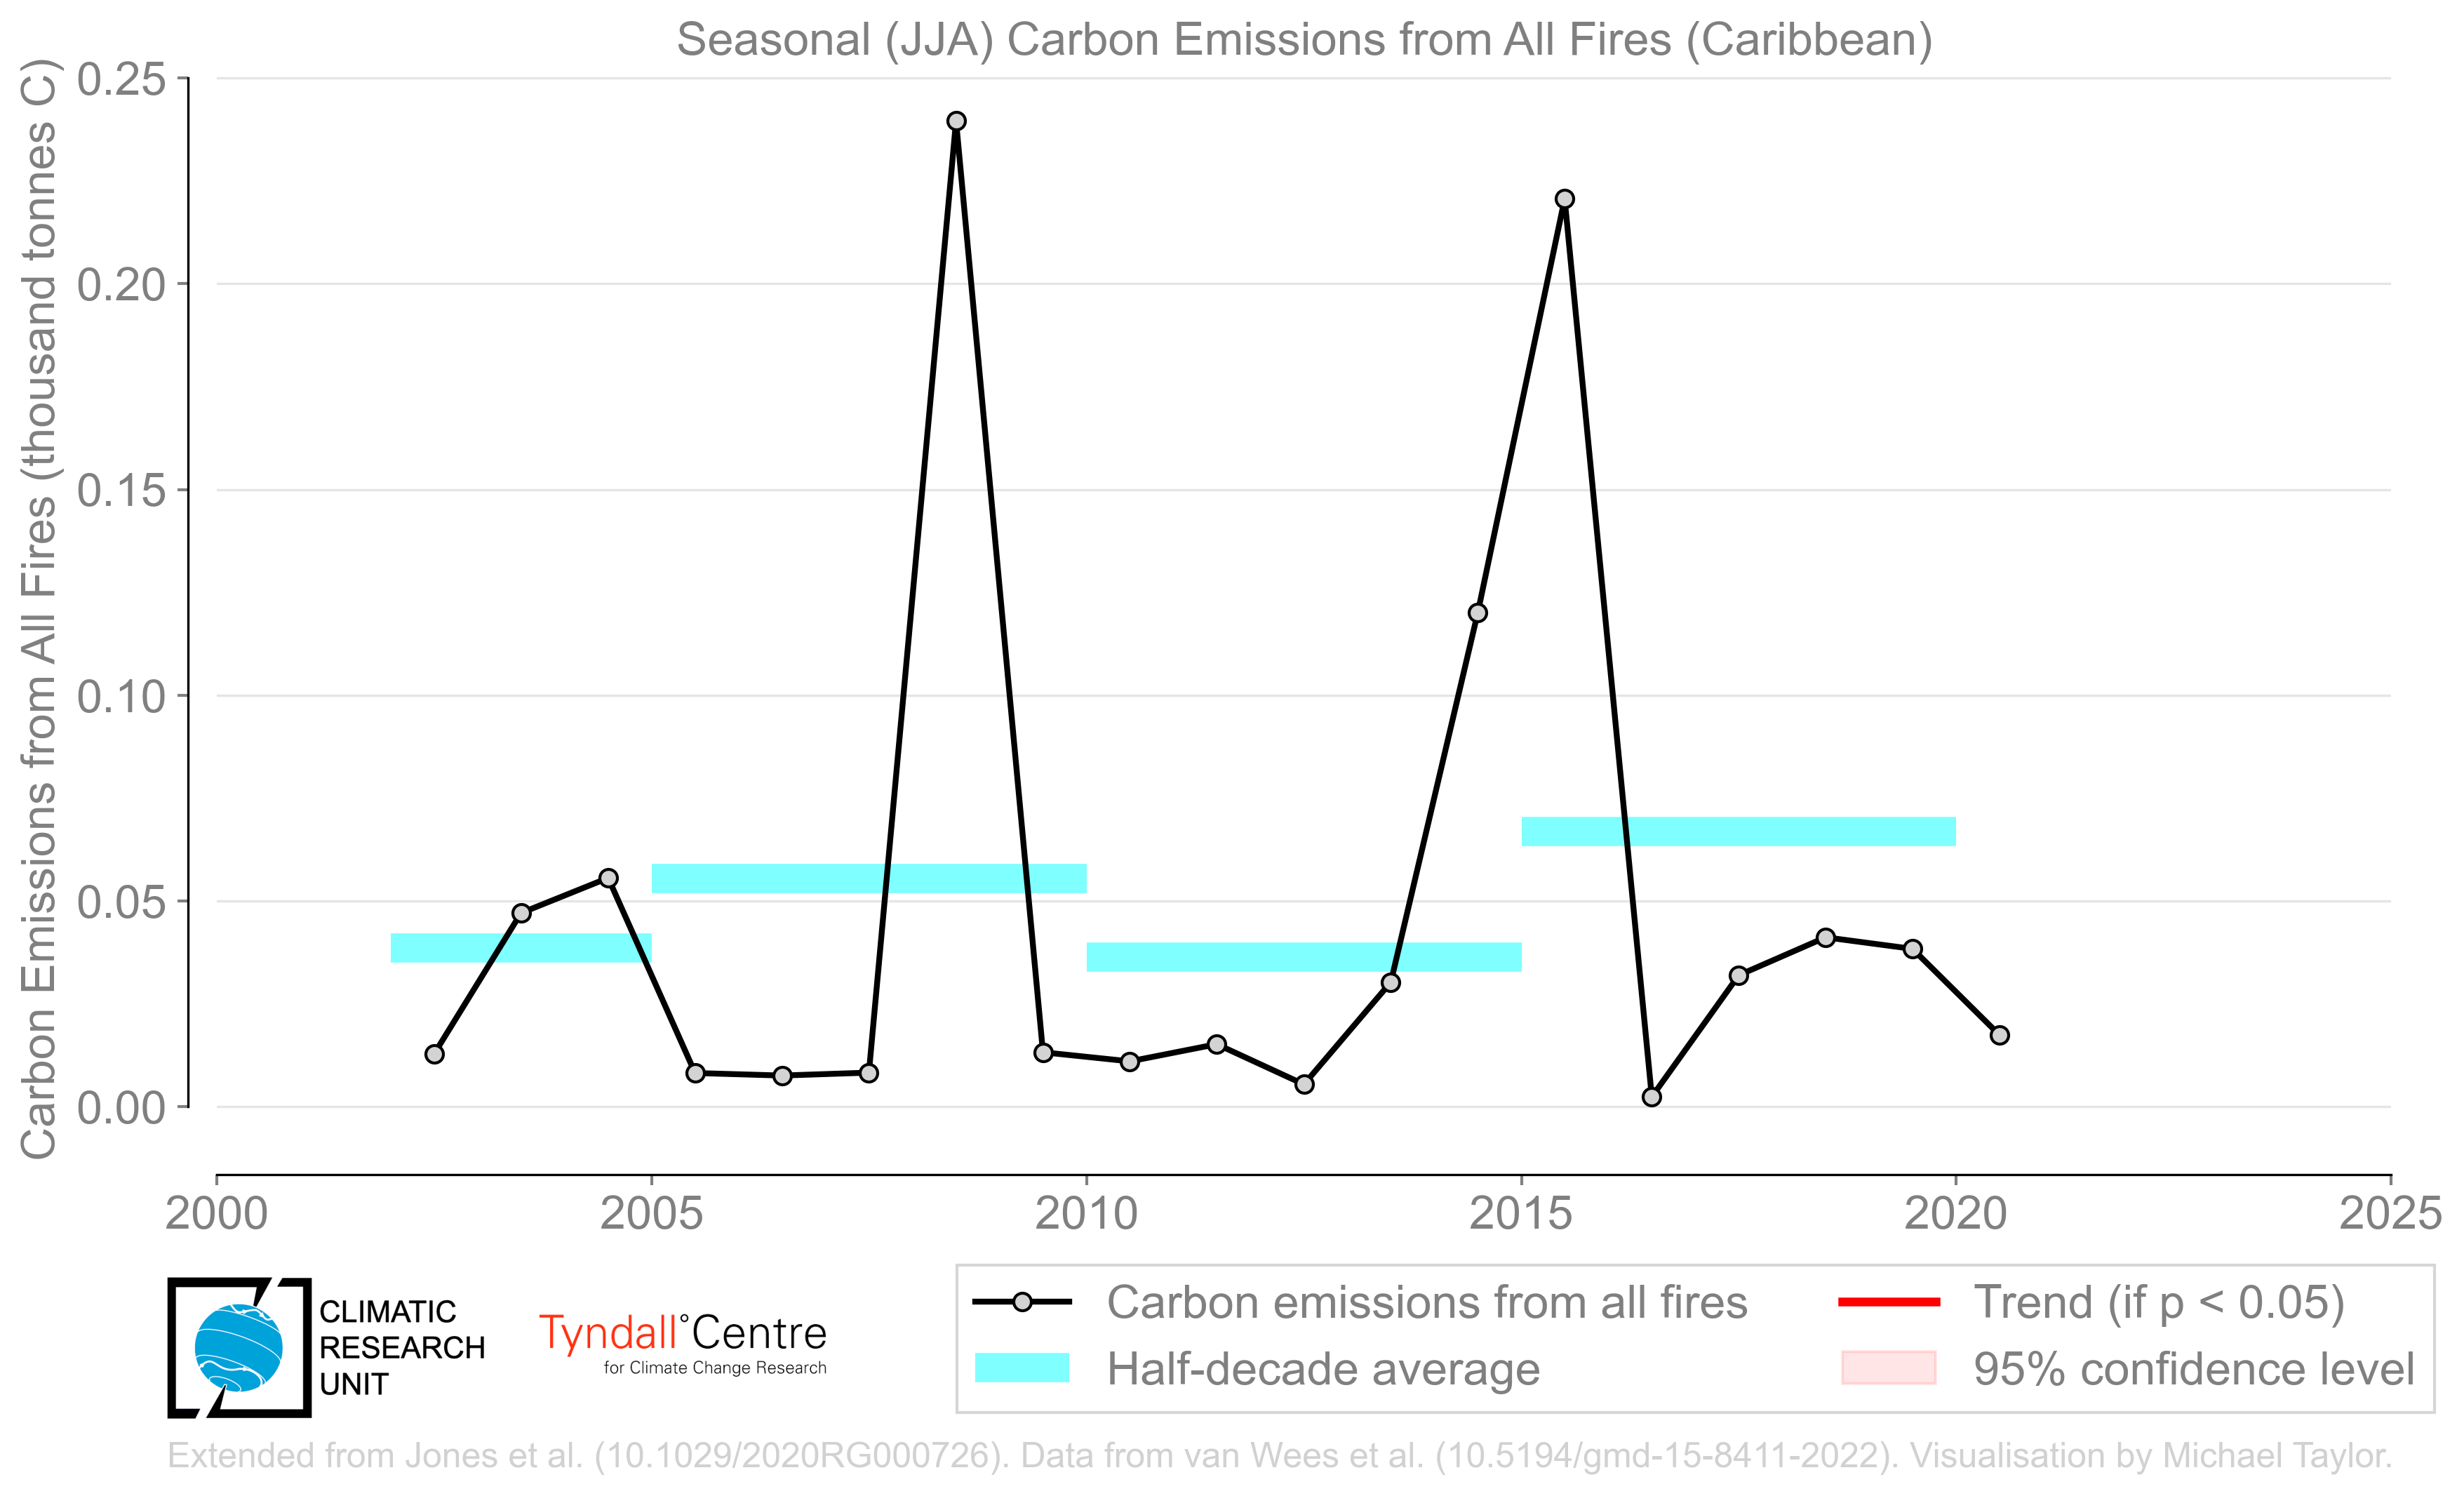 Seasonal (JJA) Carbon Emissions from All Fires (Caribbean)
Carbon Emissions from All Fires (thousand tonnes C)
0.25
0.20
0.15
0.10
0.05
0.00
2000 2005 2010 2015 2020 2025
CLIMATIC
RESEARCH
UNIT
Tyndall°Centre
for Climate Change Research
Carbon emissions from all fires
Half-decade average
Trend (if p < 0.05)
95% confidence level
Extended from Jones et al. (10.1029/2020RG000726). Data from van Wees et al. (10.5194/gmd-15-8411-2022). Visualisation by Michael Taylor.